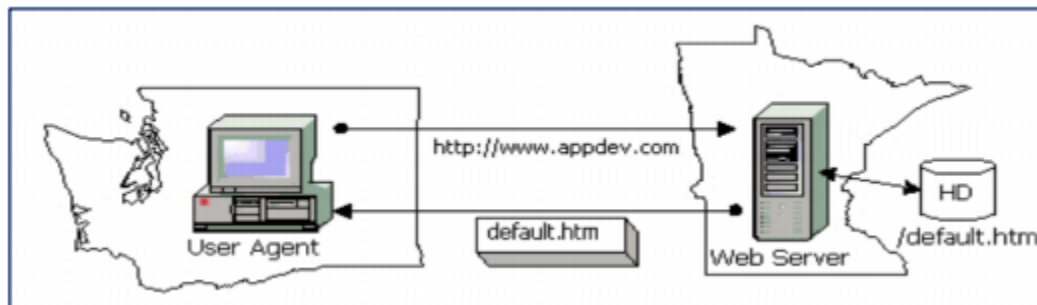 http://www.appdev.com
HD
default.htm
User Agent
Web Server
/default.htm